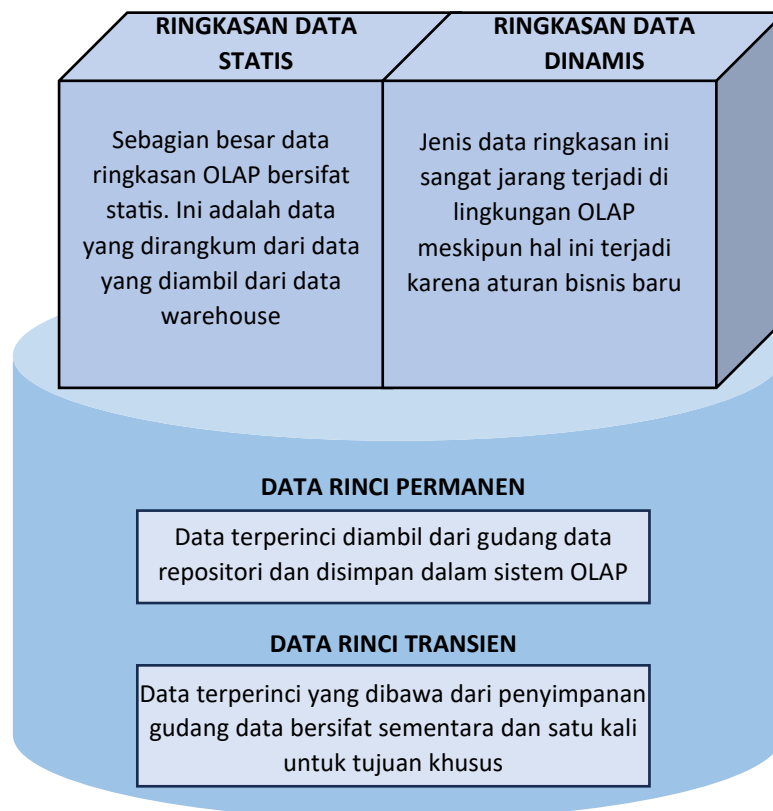 RINGKASAN DATA
STATIS
Sebagian besar data
ringkasan OLAP bersifat
statis. Ini adalah data
yang dirangkum dari data
yang diambil dari data
warehouse
RINGKASAN DATA
DINAMIS
Jenis data ringkasan ini
sangat jarang terjadi di
lingkungan OLAP
meskipun hal ini terjadi
karena aturan bisnis baru
DATA RINCI PERMANEN
Data terperinci diambil dari gudang data
repositori dan disimpan dalam sistem OLAP
DATA RINCI TRANSIEN
Data terperinci yang dibawa dari penyimpanan
gudang data bersifat sementara dan satu kali
untuk tujuan khusus